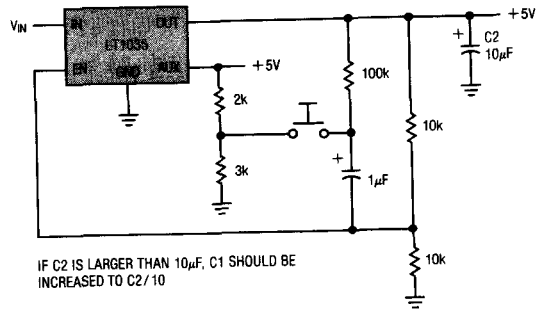 V_IN
IN
OUT
LT1035
EN
GND
AUX
+5V
+5V
+
C2
10μF
100k
10k
2k
3k
+
1μF
10k
IF C2 IS LARGER THAN 10μF, C1 SHOULD BE
INCREASED TO C2/10